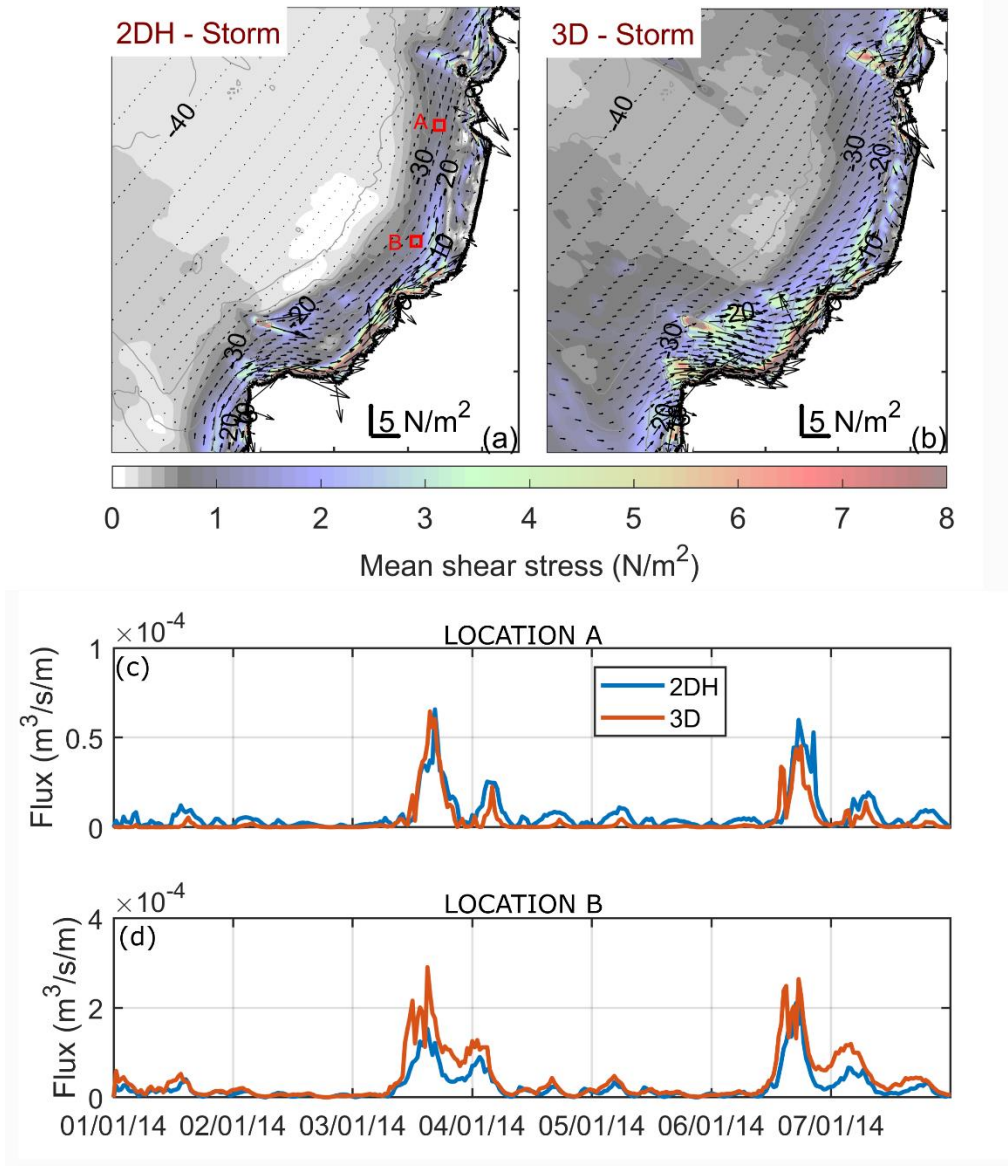 2DH - Storm
3D - Storm
-40
A
30
20
B
10
20
30
20
5 N/m²
(a)
-40
30
20
10
20
-30
20
5 N/m²
(b)
0 1 2 3 4 5 6 7 8
Mean shear stress (N/m²)
×10⁻⁴
LOCATION A
(c)
1
0.5
0
Flux (m³/s/m)
2DH
3D
×10⁻⁴
LOCATION B
(d)
4
2
0
Flux (m³/s/m)
01/01/14 02/01/14 03/01/14 04/01/14 05/01/14 06/01/14 07/01/14